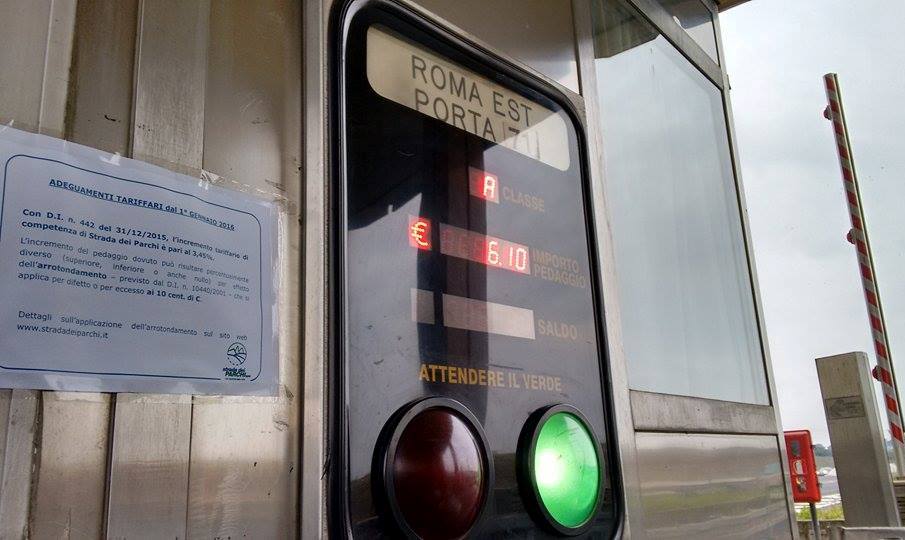 ADEGUAMENTI TARIFFARI dal 1° GENNAIO 2016
Con D.I. n. 442 del 31/12/2015, l'incremento tariffario di
competenza di Strada dei Parchi è pari al 3,45%.
L'incremento del pedaggio dovuto può risultare percentualmente
diverso (superiore, inferiore o anche nullo) per effetto
dell'arrotondamento – previsto dal D.I. n. 10440/2001 – che si
applica per difetto o per eccesso ai 10 cent. di €.
Dettagli sull'applicazione dell'arrotondamento sul sito web
www.stradadeiparchi.it
strada dei
PARCHI
ROMA EST
PORTA [71]
A CLASSE
€ 6.10 IMPORTO
PEDAGGIO
SALDO
ATTENDERE IL VERDE